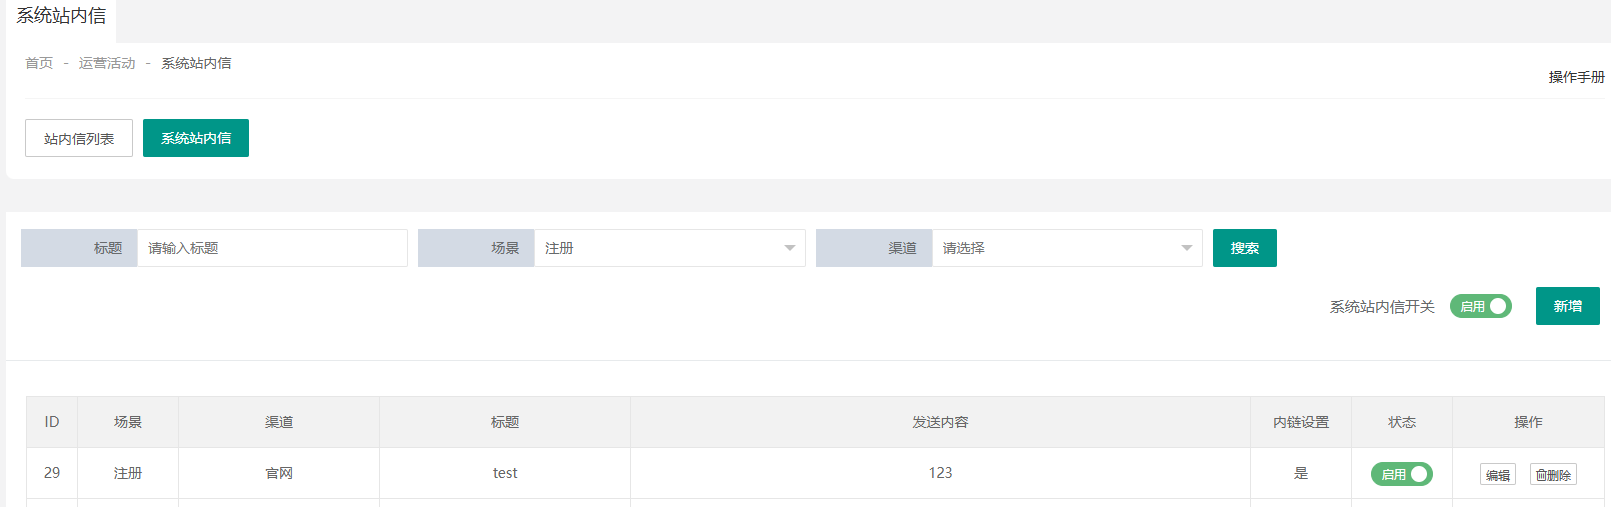 系统站内信
首页 - 运营活动 - 系统站内信
操作手册
站内信列表 系统站内信
标题 请输入标题 场景 注册 渠道 请选择 搜索
系统站内信开关 启用 新增
ID 场景 渠道 标题 发送内容 内链设置 状态 操作
29 注册 官网 test 123 是 启用 编辑 删除